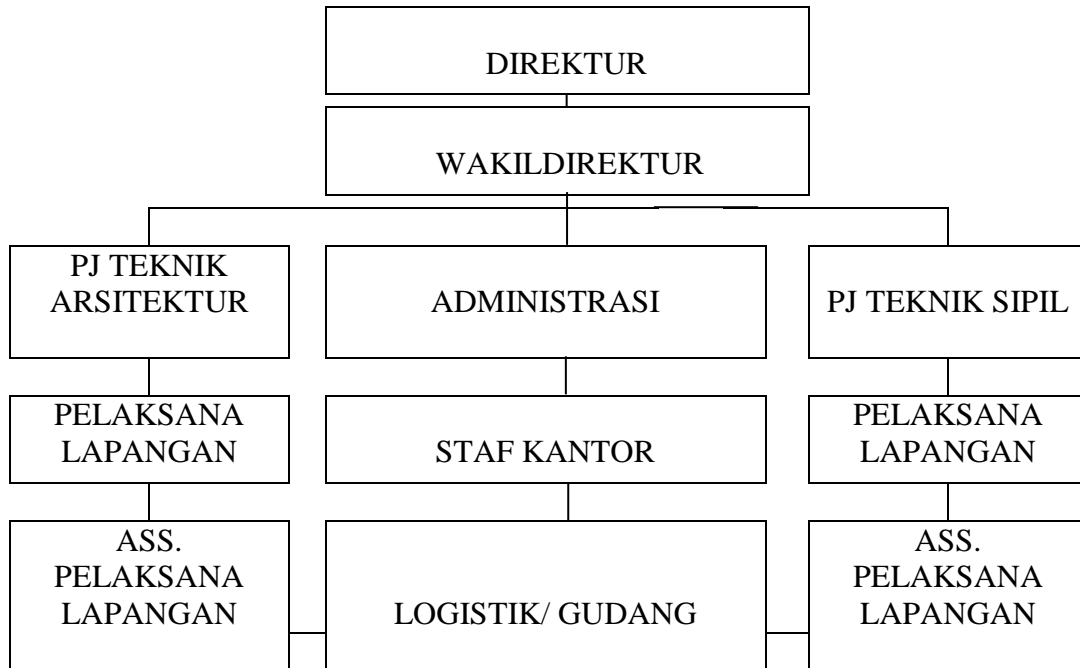 DIREKTUR
WAKILDIREKTUR
PJ TEKNIK
ARSITEKTUR
ADMINISTRASI
PJ TEKNIK SIPIL
PELAKSANA
LAPANGAN
STAF KANTOR
PELAKSANA
LAPANGAN
ASS.
PELAKSANA
LAPANGAN
LOGISTIK/ GUDANG
ASS.
PELAKSANA
LAPANGAN